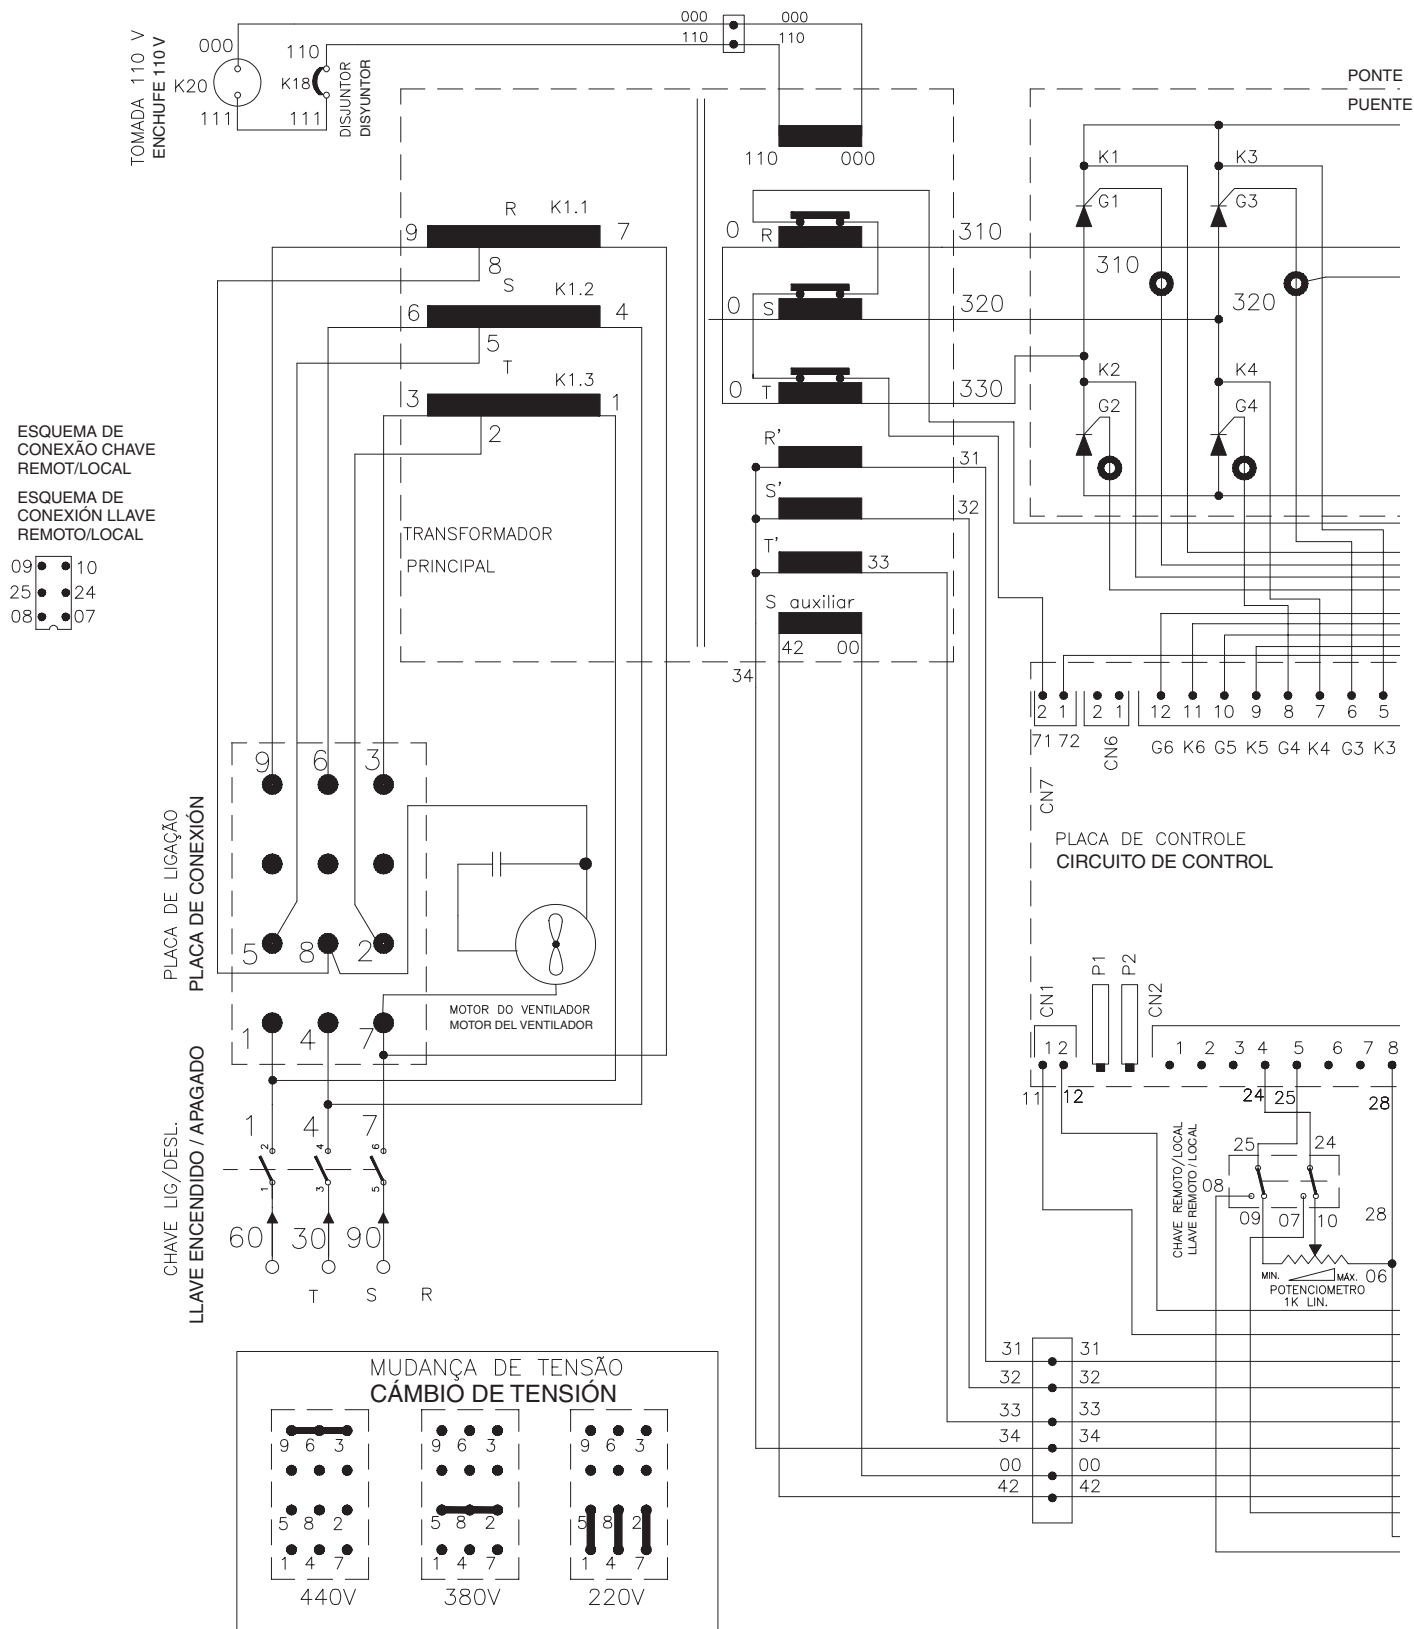 000
000
110
110
TOMADA 110 V
ENCHUFE 110 V
000
K20
111
110
K18
111
DISJUNTOR
DISYUNTOR
PONTE
PUENTE
110
000
R
K1.1
9
7
8
S
K1.2
6
4
5
T
K1.3
3
1
2
0
R
310
0
S
320
0
T
330
R'
31
S'
32
T'
33
S auxiliar
42
00
34
TRANSFORMADOR
PRINCIPAL
K1
K3
G1
G3
310
320
K2
K4
G2
G4
ESQUEMA DE
CONEXÃO CHAVE
REMOT/LOCAL
ESQUEMA DE
CONEXIÓN LLAVE
REMOTO/LOCAL
09
10
25
24
08
07
2
1
2
1
12
11
10
9
8
7
6
5
71
72
CN6
G6
K6
G5
K5
G4
K4
G3
K3
CN7
PLACA DE CONTROLE
CIRCUITO DE CONTROL
9
6
3
5
8
2
1
4
7
PLACA DE LIGAÇÃO
PLACA DE CONEXIÓN
MOTOR DO VENTILADOR
MOTOR DEL VENTILADOR
CN1
P1
P2
CN2
1
2
1
2
3
4
5
6
7
8
11
12
24
25
28
CHAVE REMOTO/LOCAL
LLAVE REMOTO / LOCAL
25
24
08
09
07
10
28
MIN.
MÁX.
06
POTENCIOMETRO
1K LIN.
CHAVE LIG/DESL.
LLAVE ENCENDIDO / APAGADO
1
4
7
2
4
6
1
3
5
60
30
90
T
S
R
31
31
32
32
33
33
34
34
00
00
42
42
MUDANÇA DE TENSÃO
CÁMBIO DE TENSIÓN
9 6 3
9 6 3
9 6 3
5 8 2
5 8 2
5 8 2
1 4 7
1 4 7
1 4 7
440V
380V
220V